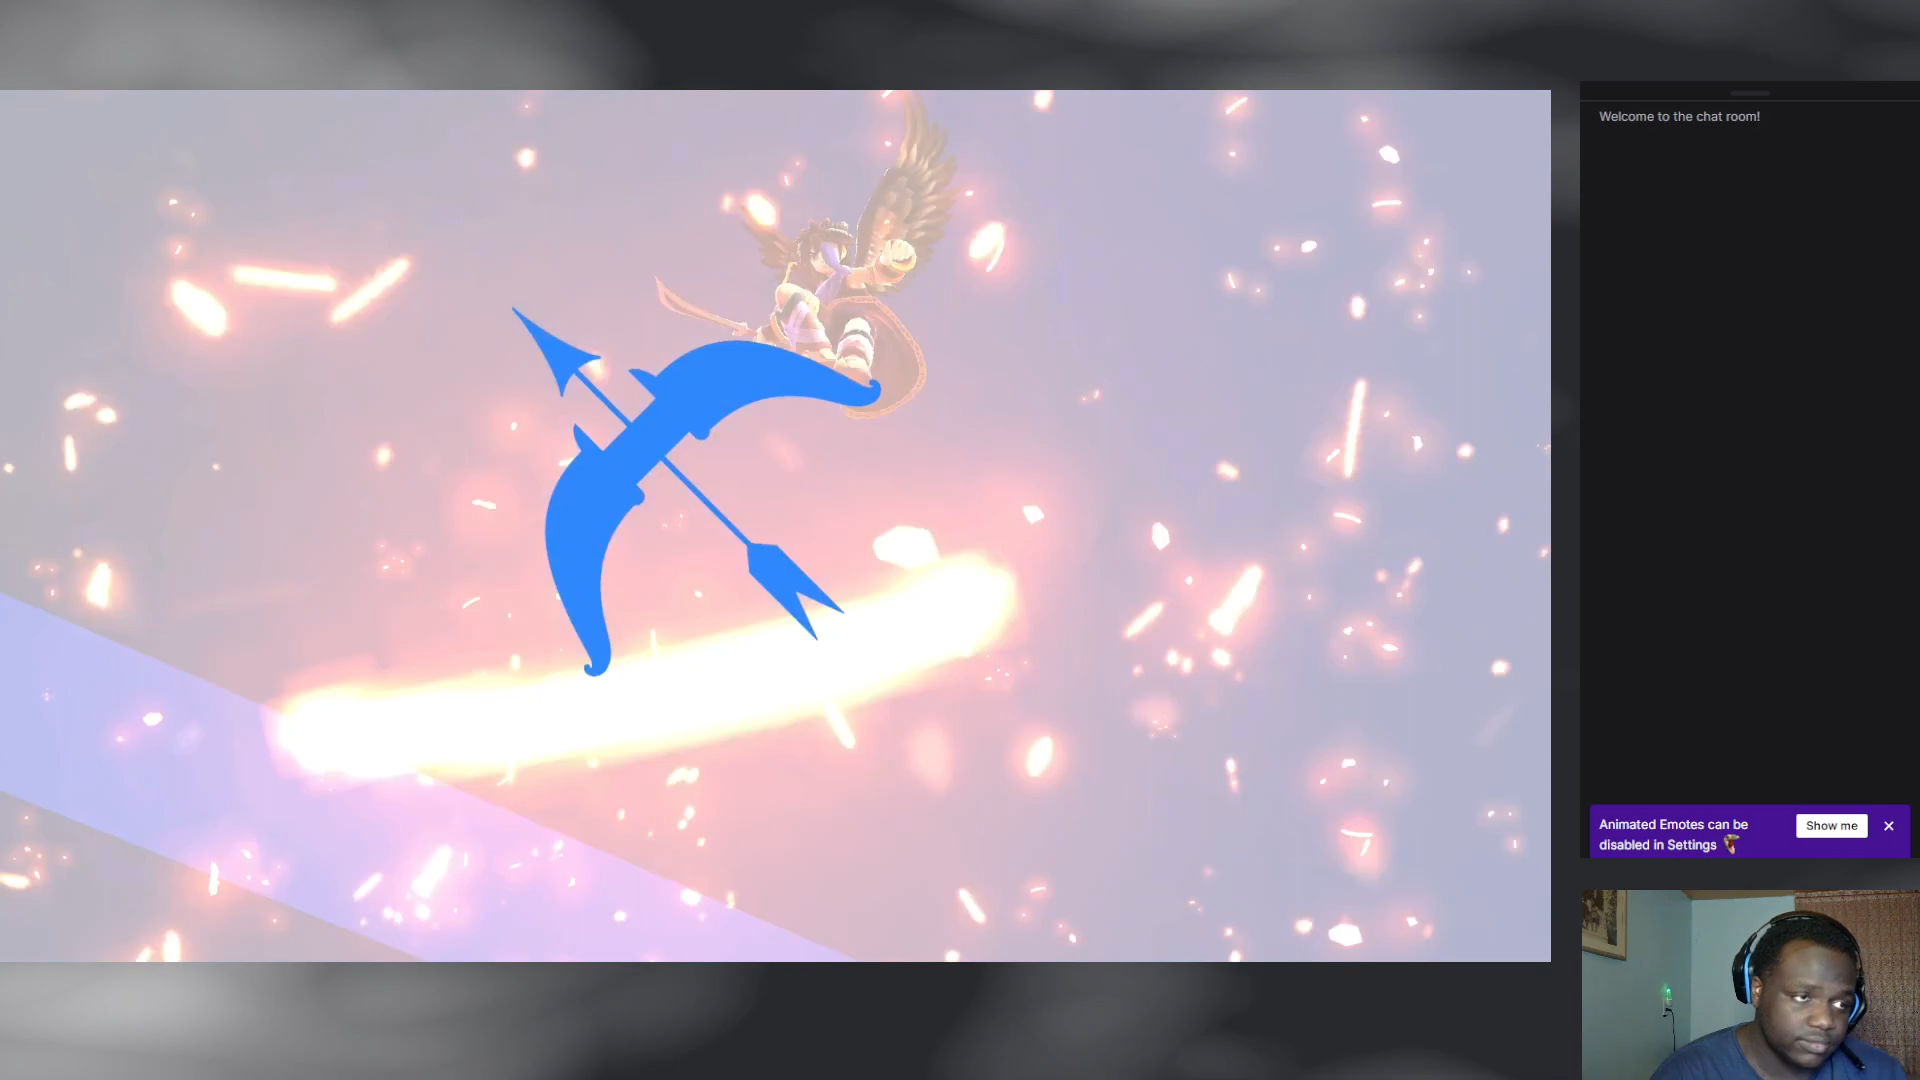 Welcome to the chat room!
Animated Emotes can be
disabled in Settings
Show me